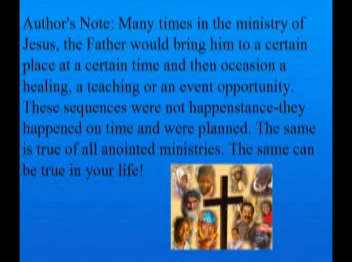 Author's Note: Many times in the ministry of
Jesus, the Father would bring him to a certain
place at a certain time and then occasion a
healing, a teaching or an event opportunity.
These sequences were not happenstance-they
happened on time and were planned. The same
is true of all anointed ministries. The same can
be true in your life!